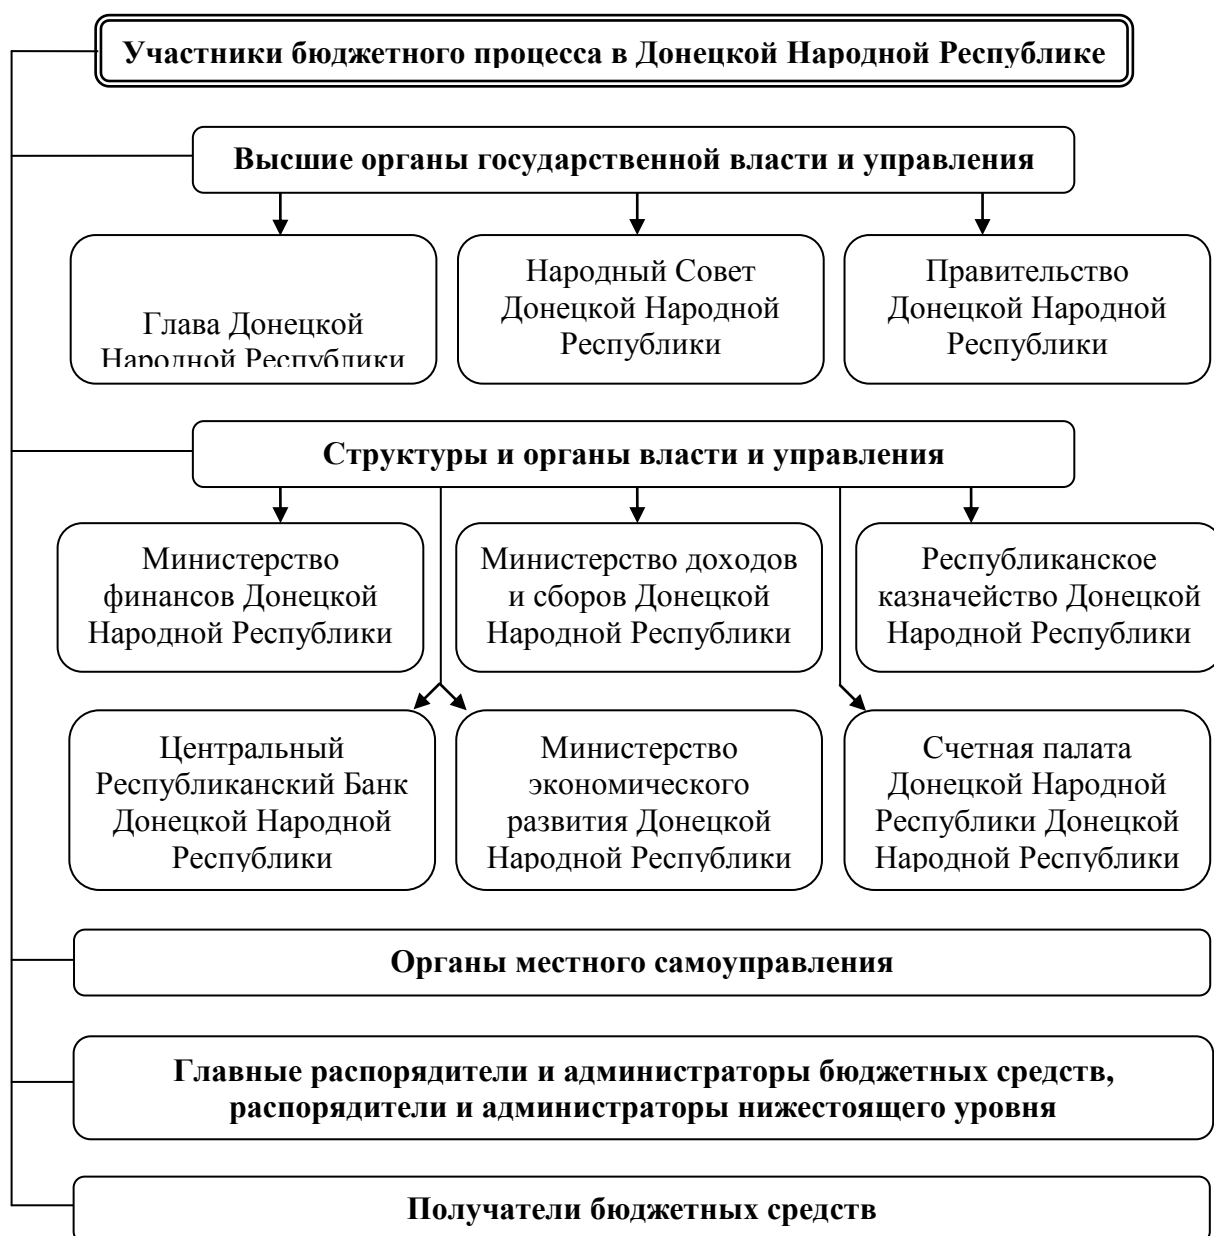 Участники бюджетного процесса в Донецкой Народной Республике
Высшие органы государственной власти и управления
Глава Донецкой
Народной Республики
Народный Совет
Донецкой Народной
Республики
Правительство
Донецкой Народной
Республики
Структуры и органы власти и управления
Министерство
финансов Донецкой
Народной Республики
Министерство доходов
и сборов Донецкой
Народной Республики
Республиканское
казначейство Донецкой
Народной Республики
Центральный
Республиканский Банк
Донецкой Народной
Республики
Министерство
экономического
развития Донецкой
Народной Республики
Счетная палата
Донецкой Народной
Республики Донецкой
Народной Республики
Органы местного самоуправления
Главные распорядители и администраторы бюджетных средств,
распорядители и администраторы нижестоящего уровня
Получатели бюджетных средств